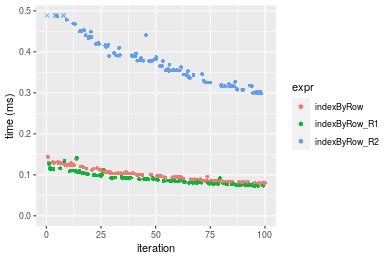 0.5
0.4
0.3
0.2
0.1
0.0
time (ms)
0
25
50
75
100
iteration
expr
indexByRow
indexByRow_R1
indexByRow_R2